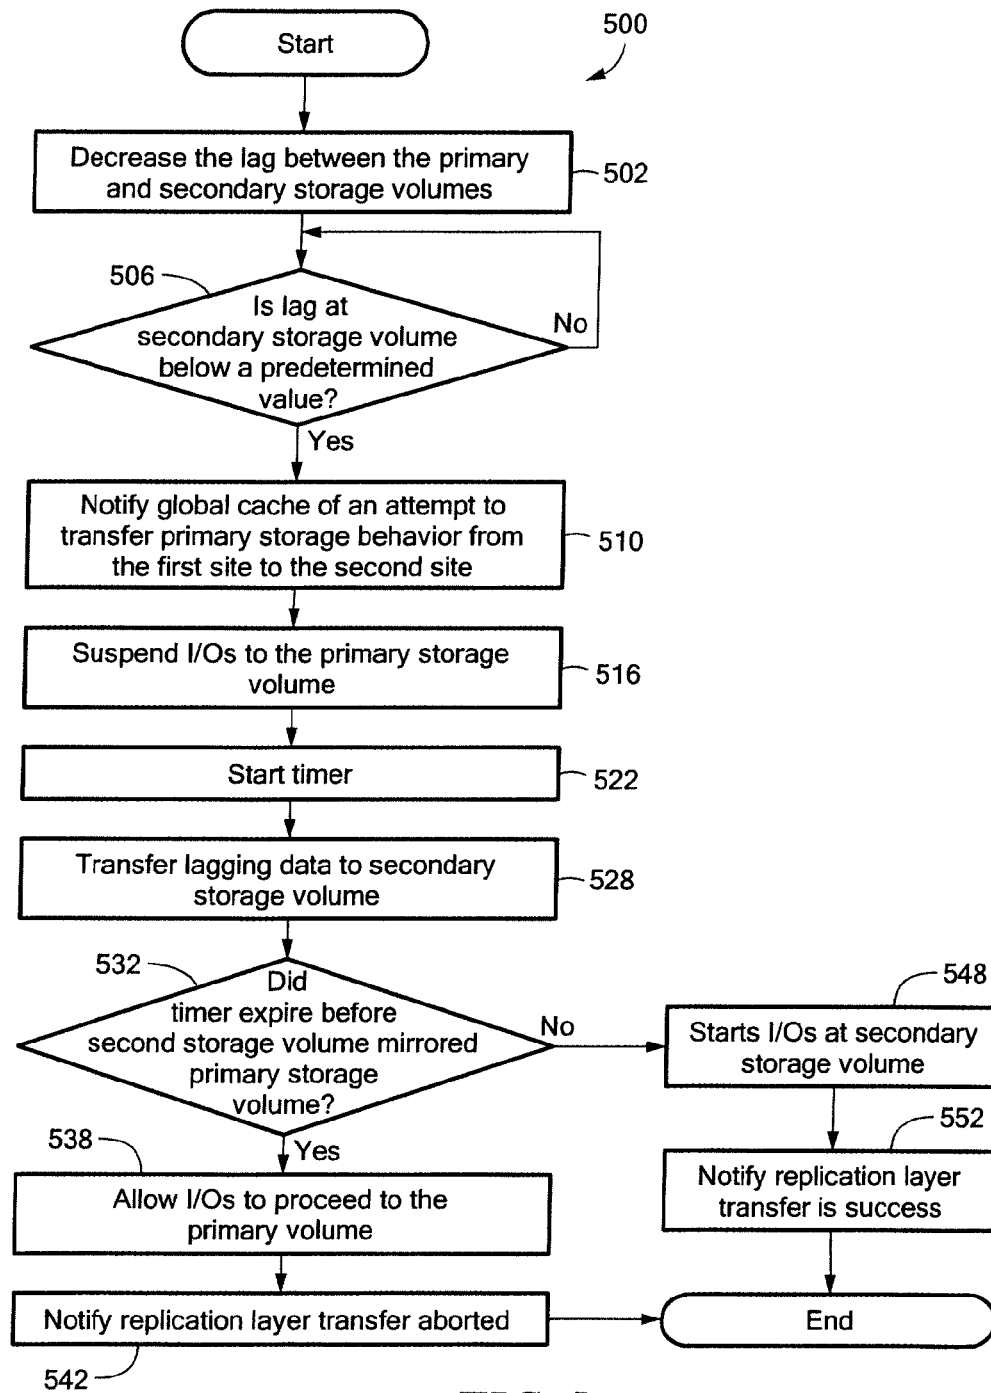 Start
500
Decrease the lag between the primary
and secondary storage volumes
502
506
Is lag at
secondary storage volume
below a predetermined
value?
No
Yes
Notify global cache of an attempt to
transfer primary storage behavior from
the first site to the second site
510
Suspend I/Os to the primary storage
volume
516
Start timer
522
Transfer lagging data to secondary
storage volume
528
532
Did
timer expire before
second storage volume mirrored
primary storage
volume?
No
548
Starts I/Os at secondary
storage volume
552
Notify replication layer
transfer is success
538
Yes
Allow I/Os to proceed to the
primary volume
Notify replication layer transfer aborted
End
542